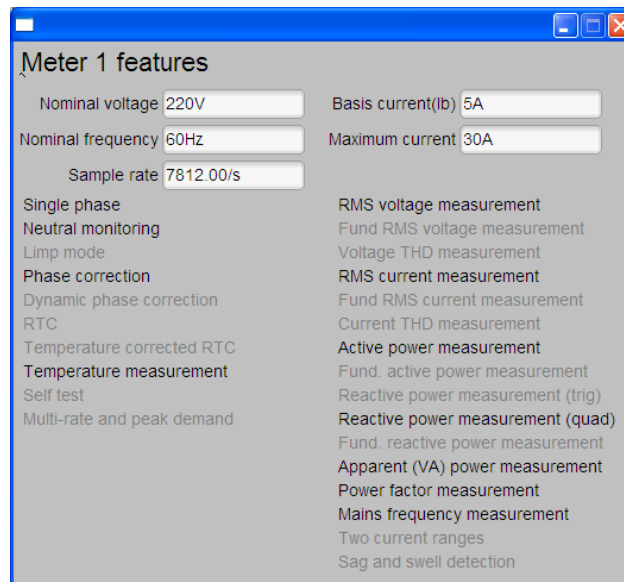 Meter 1 features
Nominal voltage 220V
Basis current(Ib) 5A
Nominal frequency 60Hz
Maximum current 30A
Sample rate 7812.00/s
Single phase
Neutral monitoring
Limp mode
Phase correction
Dynamic phase correction
RTC
Temperature corrected RTC
Temperature measurement
Self test
Multi-rate and peak demand
RMS voltage measurement
Fund RMS voltage measurement
Voltage THD measurement
RMS current measurement
Fund RMS current measurement
Current THD measurement
Active power measurement
Fund. active power measurement
Reactive power measurement (trig)
Reactive power measurement (quad)
Fund. reactive power measurement
Apparent (VA) power measurement
Power factor measurement
Mains frequency measurement
Two current ranges
Sag and swell detection